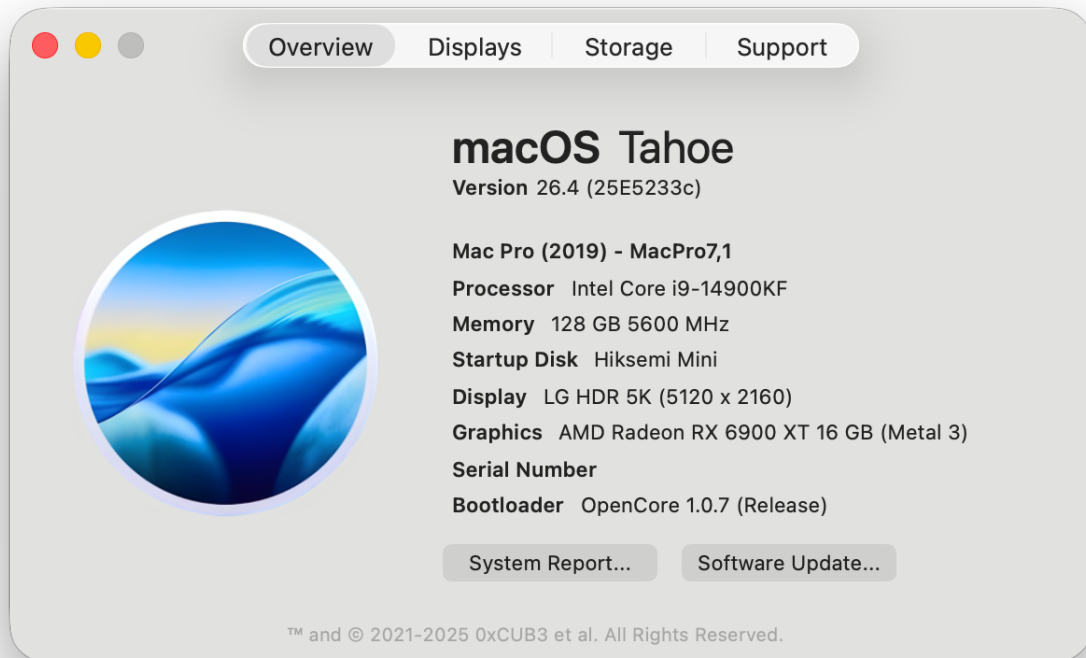 Overview Displays Storage Support
macOS Tahoe
Version 26.4 (25E5233c)
Mac Pro (2019) - MacPro7,1
Processor Intel Core i9-14900KF
Memory 128 GB 5600 MHz
Startup Disk Hiksemi Mini
Display LG HDR 5K (5120 x 2160)
Graphics AMD Radeon RX 6900 XT 16 GB (Metal 3)
Serial Number
Bootloader OpenCore 1.0.7 (Release)
System Report... Software Update...
™ and © 2021-2025 0xCUB3 et al. All Rights Reserved.